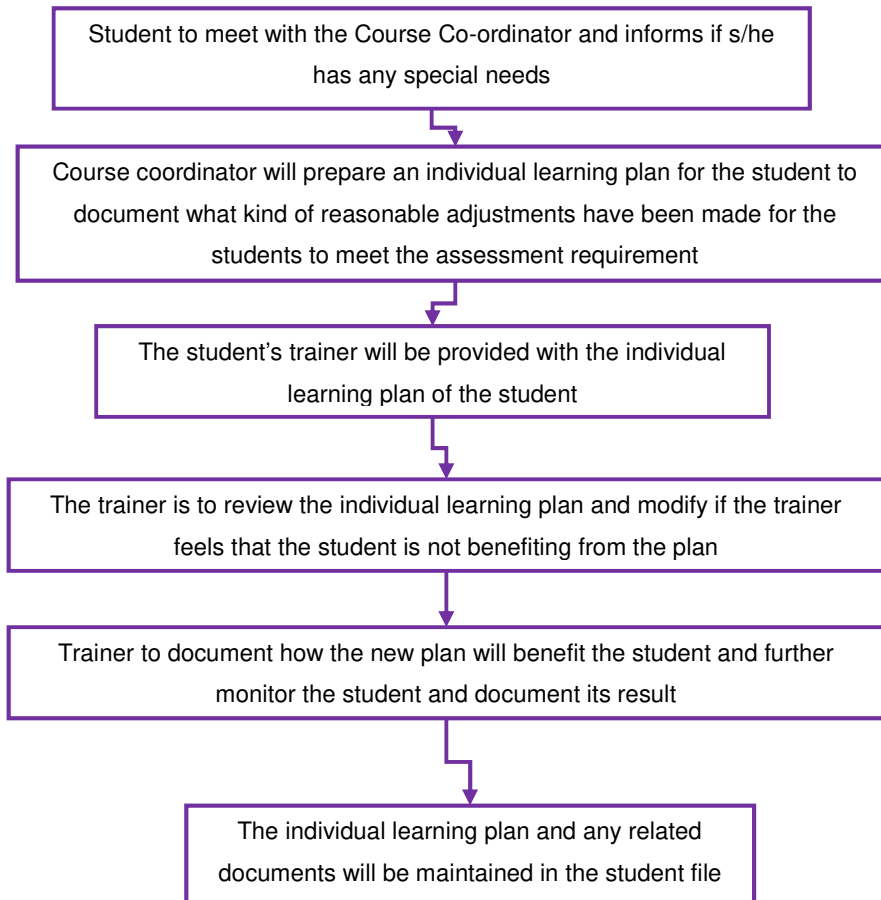 Student to meet with the Course Co-ordinator and informs if s/he
has any special needs
Course coordinator will prepare an individual learning plan for the student to
document what kind of reasonable adjustments have been made for the
students to meet the assessment requirement
The student’s trainer will be provided with the individual
learning plan of the student
The trainer is to review the individual learning plan and modify if the trainer
feels that the student is not benefiting from the plan
Trainer to document how the new plan will benefit the student and further
monitor the student and document its result
The individual learning plan and any related
documents will be maintained in the student file